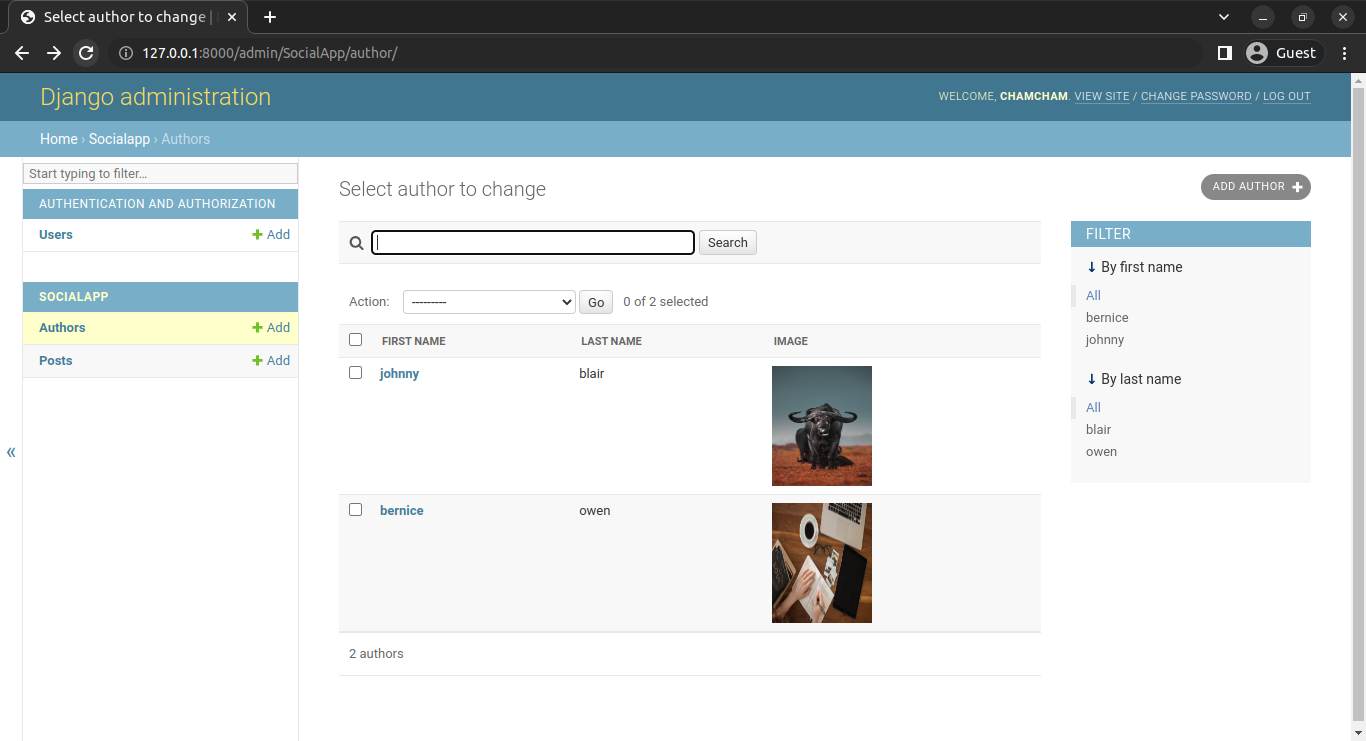 Select author to change |
127.0.0.1:8000/admin/SocialApp/author/
Guest
Django administration
WELCOME, CHAMCHAM. VIEW SITE / CHANGE PASSWORD / LOG OUT
Home › Socialapp › Authors
Start typing to filter...
AUTHENTICATION AND AUTHORIZATION
Users + Add
SOCIALAPP
Authors + Add
Posts + Add
«
Select author to change
ADD AUTHOR +
Search
Action: --------- Go 0 of 2 selected
FIRST NAME LAST NAME IMAGE
johnny blair
bernice owen
2 authors
FILTER
↓ By first name
All
bernice
johnny
↓ By last name
All
blair
owen